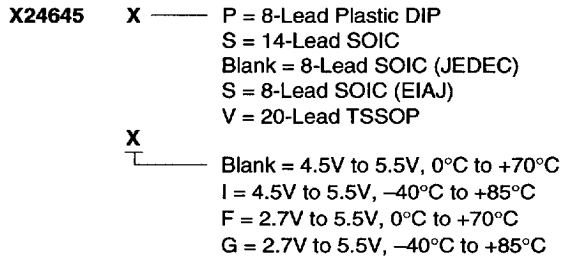 X24645 X P = 8-Lead Plastic DIP
S = 14-Lead SOIC
Blank = 8-Lead SOIC (JEDEC)
S = 8-Lead SOIC (EIAJ)
V = 20-Lead TSSOP
X
Blank = 4.5V to 5.5V, 0°C to +70°C
I = 4.5V to 5.5V, –40°C to +85°C
F = 2.7V to 5.5V, 0°C to +70°C
G = 2.7V to 5.5V, –40°C to +85°C